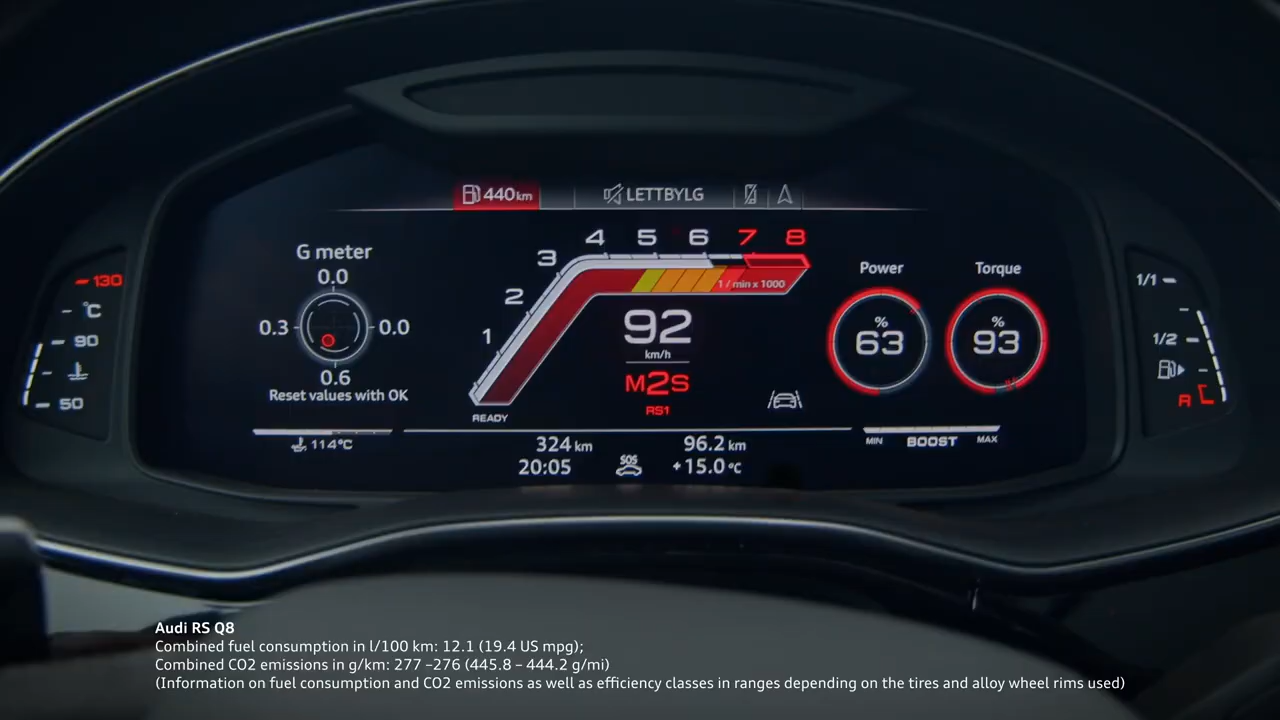 440 km LETTBYLG
G meter
0.0
0.3 0.0
0.6
Reset values with OK
130
°C
90
50
114°C
1 2 3 4 5 6 7 8
1 / min x 1000
92
km/h
M2S
RS1
READY
324 km 96.2 km
20:05 SOS +15.0 °C
Power Torque
% %
63 93
MIN BOOST MAX
1/1
1/2
R
Audi RS Q8
Combined fuel consumption in l/100 km: 12.1 (19.4 US mpg);
Combined CO2 emissions in g/km: 277 –276 (445.8 – 444.2 g/mi)
(Information on fuel consumption and CO2 emissions as well as efficiency classes in ranges depending on the tires and alloy wheel rims used)